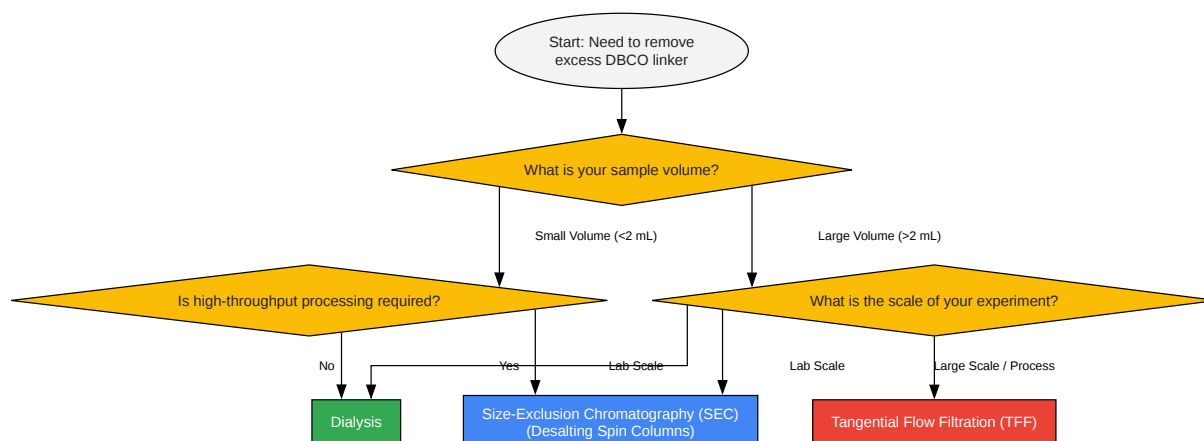 Start: Need to remove
excess DBCO linker
What is your sample volume?
Small Volume (<2 mL)
Large Volume (>2 mL)
Is high-throughput processing required?
What is the scale of your experiment?
No
Yes
Lab Scale
Lab Scale
Large Scale / Process
Dialysis
Size-Exclusion Chromatography (SEC)
(Desalting Spin Columns)
Tangential Flow Filtration (TFF)